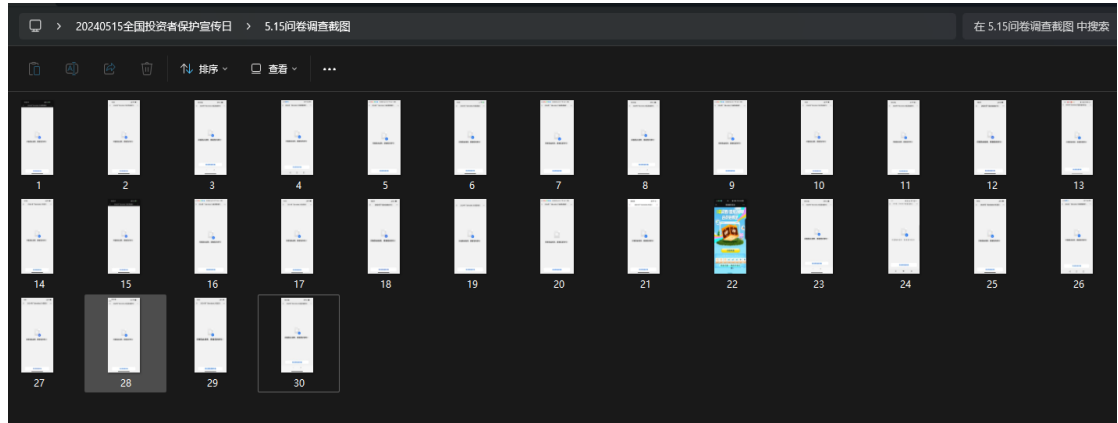 20240515全国投资者保护宣传日 > 5.15问卷调查截图
在 5.15问卷调查截图 中搜索
排序 查看 •••
1 2 3 4 5 6 7 8 9 10 11 12 13
14 15 16 17 18 19 20 21 22 23 24 25 26
27 28 29 30